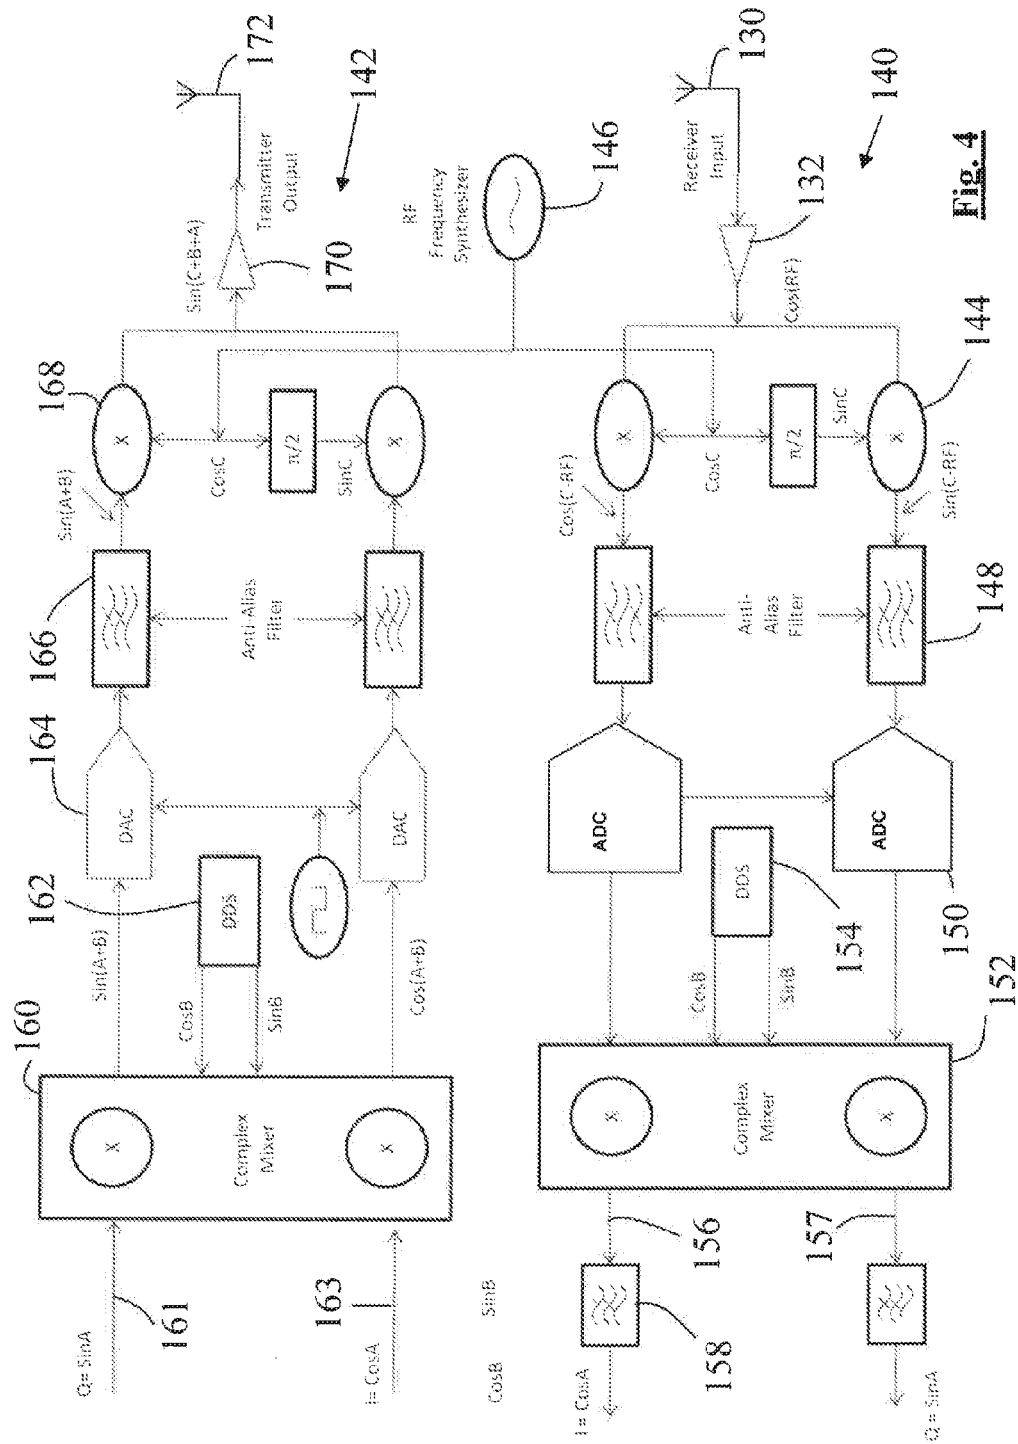 Q= SinA
161
I= CosA
163
160
X
Complex
Mixer
X
Sin(A+B)
CosB
SinB
Cos(A+B)
162
DDS
164
DAC
DAC
166
Anti-Alias
Filter
Sin(A+B)
168
X
CosC
π/2
SinC
X
Sin(C+B+A)
170
Transmitter
Output
172
142
RF
Frequency
Synthesizer
146
CosB
SinB
I = CosA
Q = SinA
158
156
157
X
Complex
Mixer
X
152
CosB
SinB
DDS
154
ADC
ADC
150
Anti-
Alias
Filter
148
Cos(C-RF)
Sin(C-RF)
X
CosC
π/2
SinC
X
144
Cos(RF)
132
Receiver
Input
130
140
Fig. 4